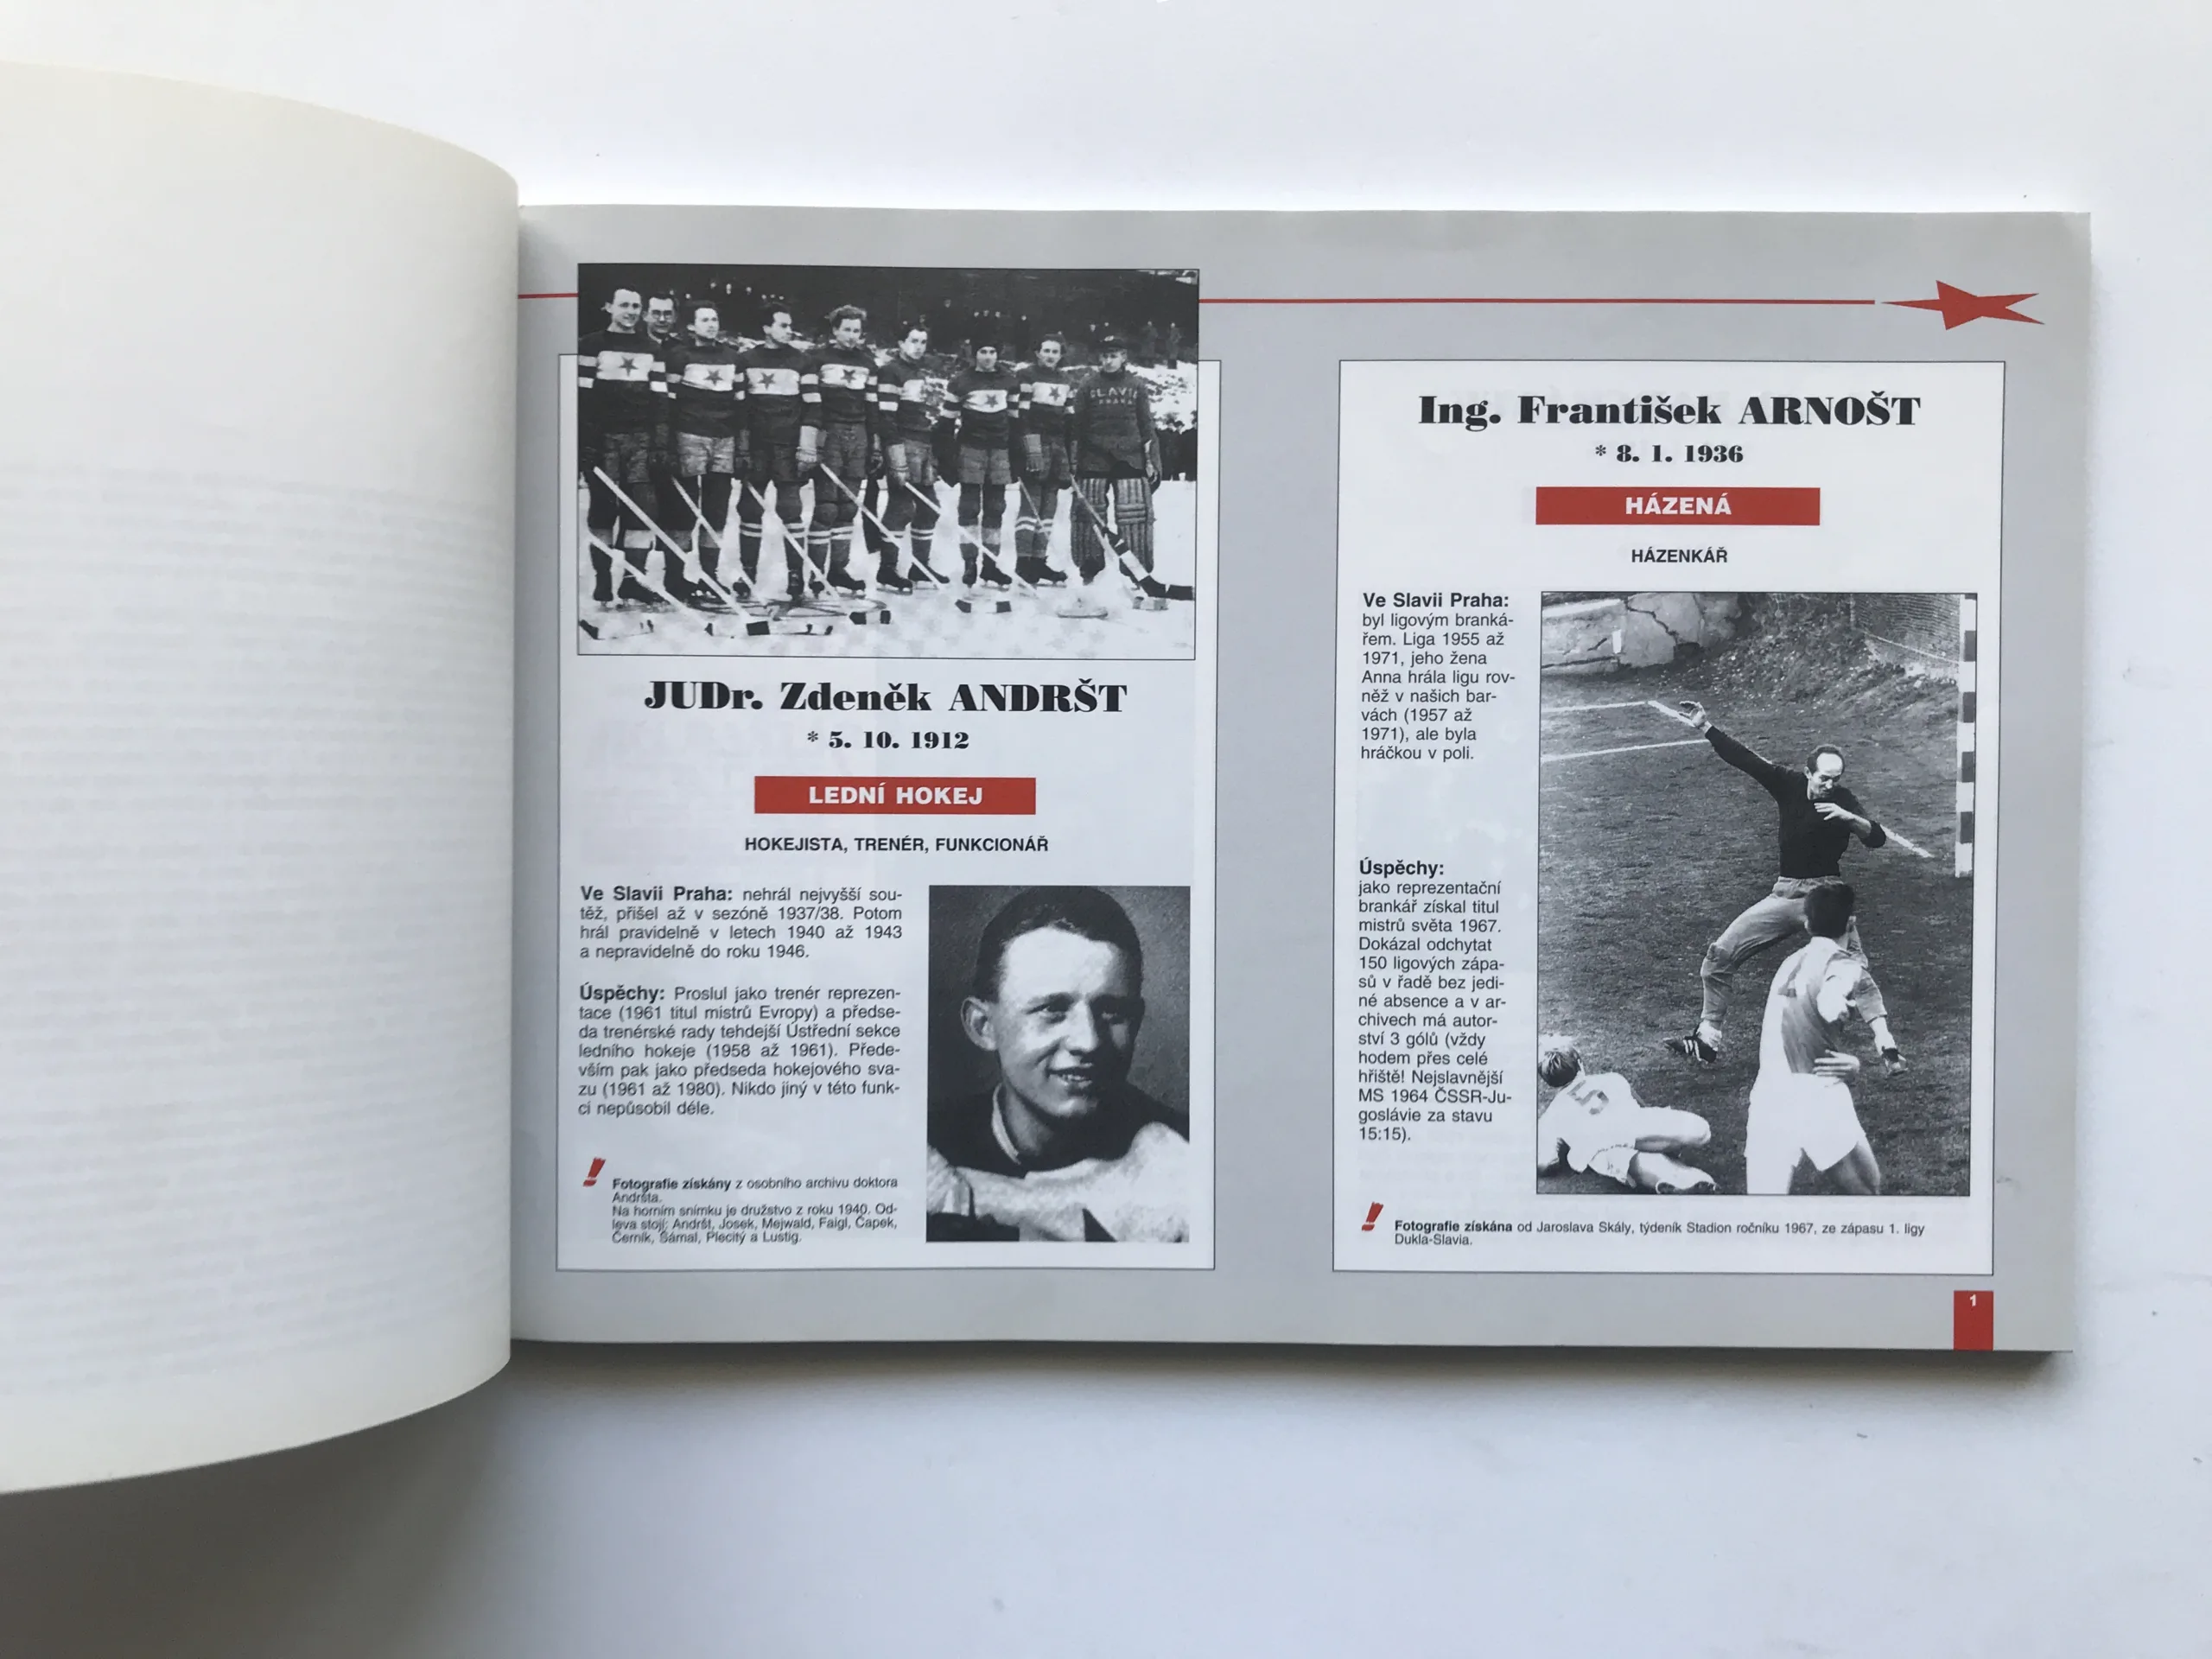 SLAVIA
PRAHA
JUDr. Zdeněk ANDRŠT
* 5. 10. 1912
LEDNÍ HOKEJ
HOKEJISTA, TRENÉR, FUNKCIONÁŘ
Ve Slavii Praha: nehrál nejvyšší sou-
těž, přišel až v sezóně 1937/38. Potom
hrál pravidelně v letech 1940 až 1943
a nepravidelně do roku 1946.
Úspěchy: Proslul jako trenér reprezen-
tace (1961 titul mistrů Evropy) a předse-
da trenérské rady tehdejší Ústřední sekce
ledního hokeje (1958 až 1961). Přede-
vším pak jako předseda hokejového sva-
zu (1961 až 1980). Nikdo jiný v této funk-
ci nepůsobil déle.
! Fotografie získány z osobního archivu doktora
Andršta.
Na horním snímku je družstvo z roku 1940. Od-
leva stojí: Andršt, Josek, Mejwald, Faigl, Čapek,
Černík, Šámal, Plecitý a Lustig.
Ing. František ARNOŠT
* 8. 1. 1936
HÁZENÁ
HÁZENKÁŘ
Ve Slavii Praha:
byl ligovým branká-
řem. Liga 1955 až
1971, jeho žena
Anna hrála ligu rov-
něž v našich bar-
vách (1957 až
1971), ale byla
hráčkou v poli.
Úspěchy:
jako reprezentační
brankář získal titul
mistrů světa 1967.
Dokázal odchytat
150 ligových zápa-
sů v řadě bez jedi-
né absence a v ar-
chivech má autor-
ství 3 gólů (vždy
hodem přes celé
hřiště! Nejslavnější
MS 1964 ČSSR-Ju-
goslávie za stavu
15:15).
5
! Fotografie získána od Jaroslava Skály, týdeník Stadion ročníku 1967, ze zápasu 1. ligy
Dukla-Slavia.
1